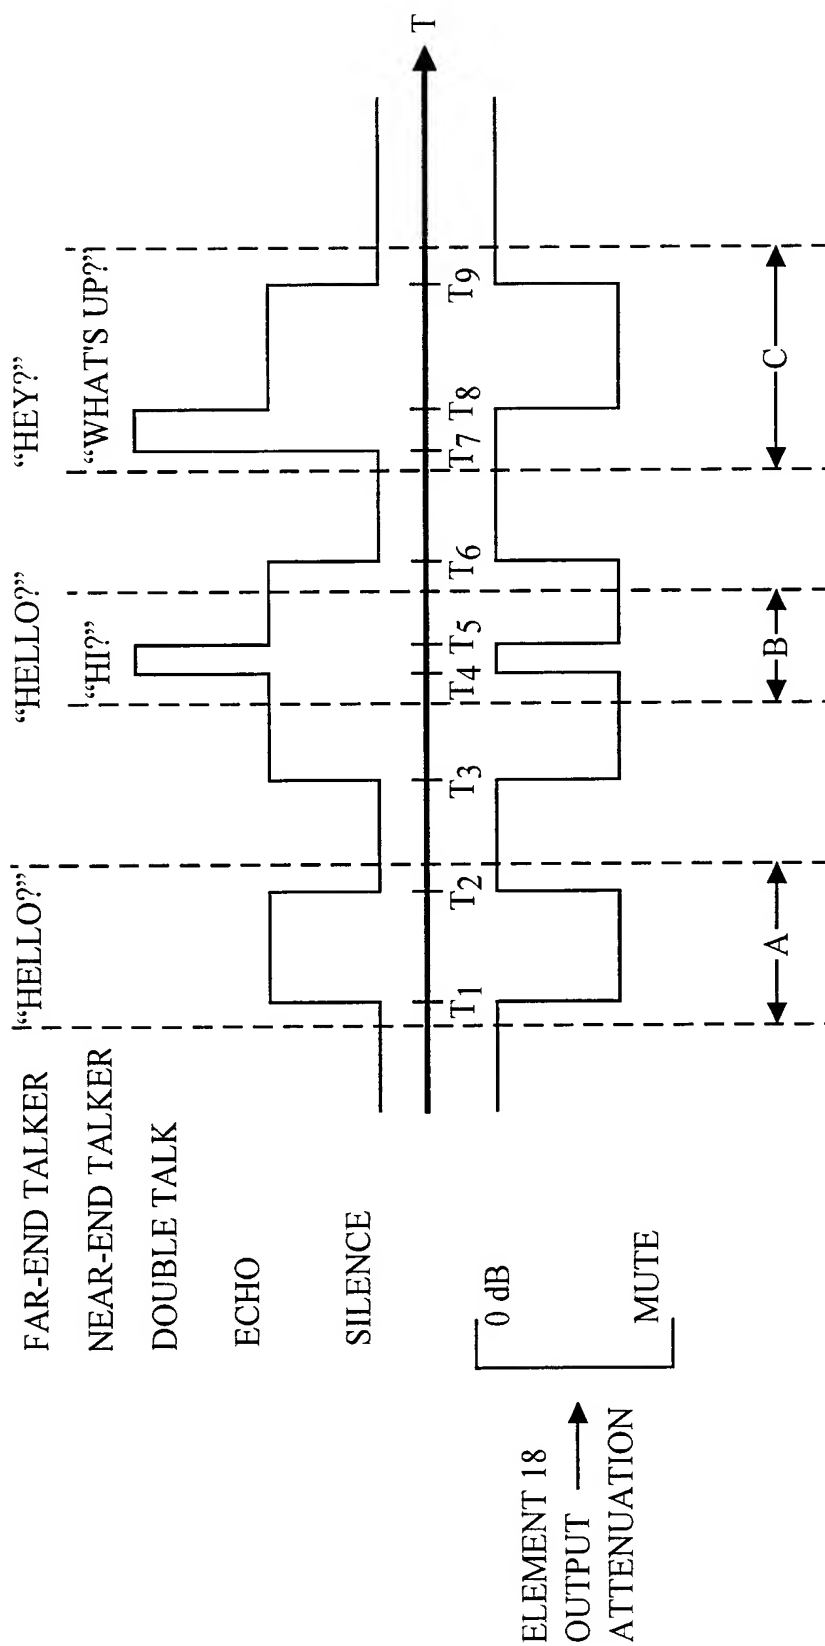 FAR-END TALKER
“HELLO?”
“HELLO?”
“HEY?”
NEAR-END TALKER
“HI?”
“WHAT'S UP?”
DOUBLE TALK
ECHO
SILENCE
T
T1
T2
T3
T4
T5
T6
T7
T8
T9
ELEMENT 18
OUTPUT
ATTENUATION
0 dB
MUTE
A
B
C